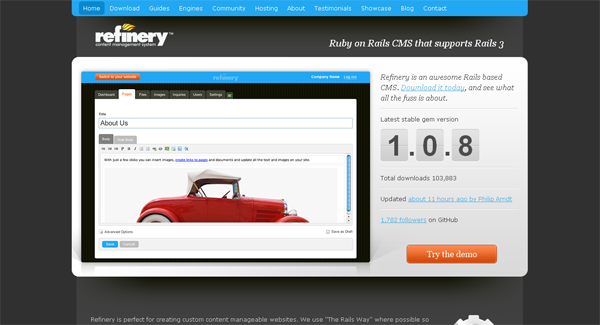 Home Download Guides Engines Community Hosting About Testimonials Showcase Blog Contact
refinery™
content management system
Ruby on Rails CMS that supports Rails 3
Switch to your website
refinery
Company Name Log out
Dashboard Pages Files Images Inquiries Users Settings
Title
About Us
Body
Side Body
With just a few clicks you can insert images, create links to pages and documents and update all the text and images on your site.
Advanced Options
Save as Draft
Save Cancel
Refinery is an awesome Rails based
CMS. Download it today, and see what
all the fuss is about.
Latest stable gem version
1.0.8
Total downloads 103,883
Updated about 11 hours ago by Philip Arndt
1,782 followers on GitHub
Try the demo
Refinery is perfect for creating custom content manageable websites. We use "The Rails Way" where possible so